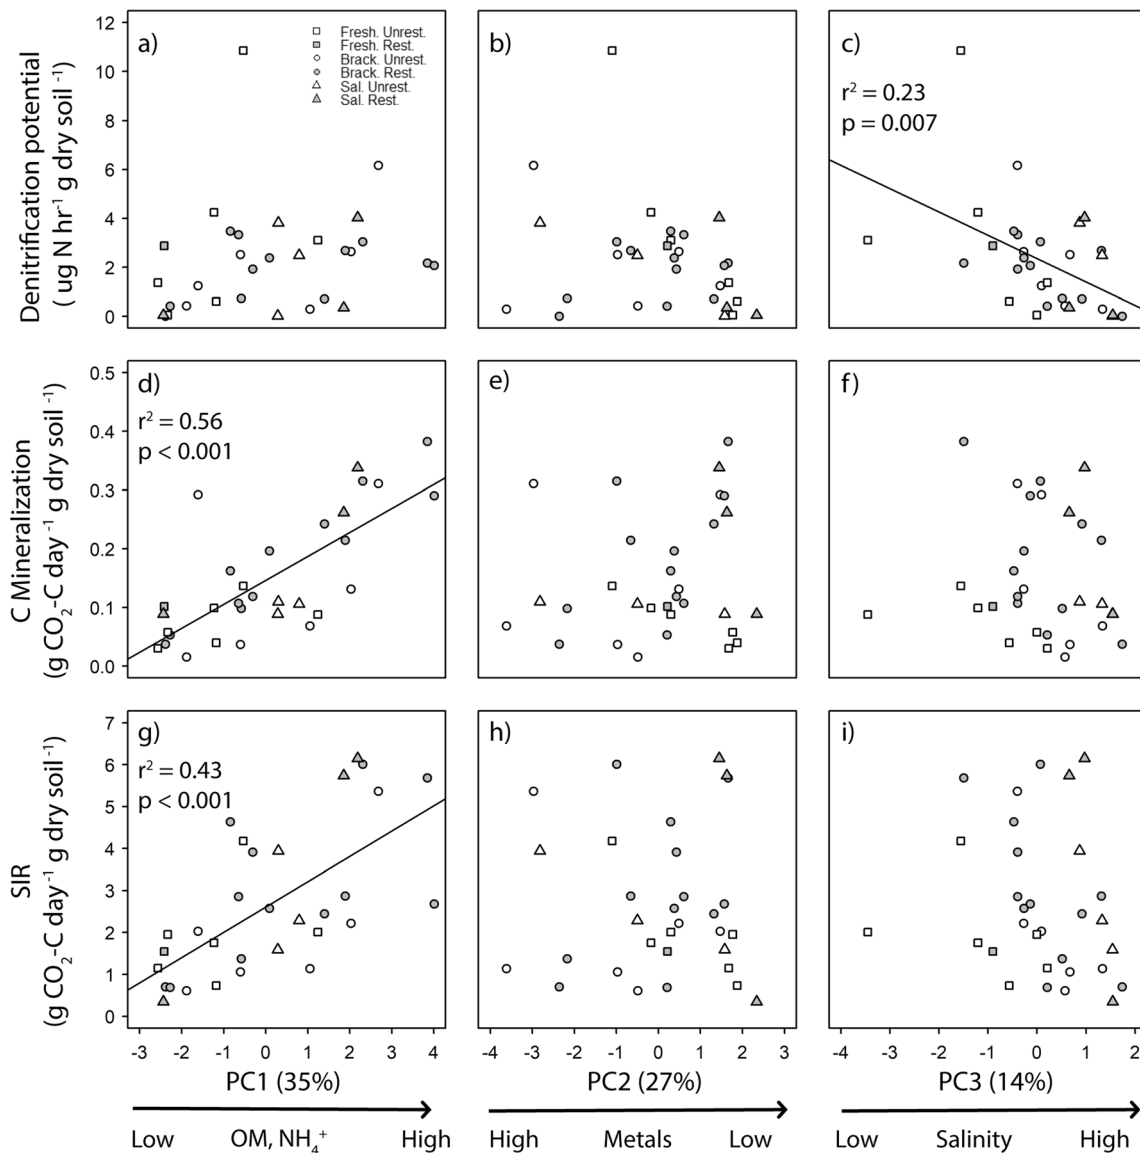 Denitrification potential
( ug N hr⁻¹ g dry soil ⁻¹)
12
10
8
6
4
2
0
a)
Fresh. Unrest.
Fresh. Rest.
Brack. Unrest.
Brack. Rest.
Sal. Unrest.
Sal. Rest.
b)
c)
r² = 0.23
p = 0.007
C Mineralization
(g CO₂-C day⁻¹ g dry soil ⁻¹)
0.5
0.4
0.3
0.2
0.1
0.0
d)
r² = 0.56
p < 0.001
e)
f)
SIR
(g CO₂-C day⁻¹ g dry soil⁻¹)
7
6
5
4
3
2
1
0
g)
r² = 0.43
p < 0.001
h)
i)
-3 -2 -1 0 1 2 3 4
PC1 (35%)
-4 -3 -2 -1 0 1 2 3
PC2 (27%)
-4 -3 -2 -1 0 1 2
PC3 (14%)
Low OM, NH₄⁺ High
High Metals Low
Low Salinity High